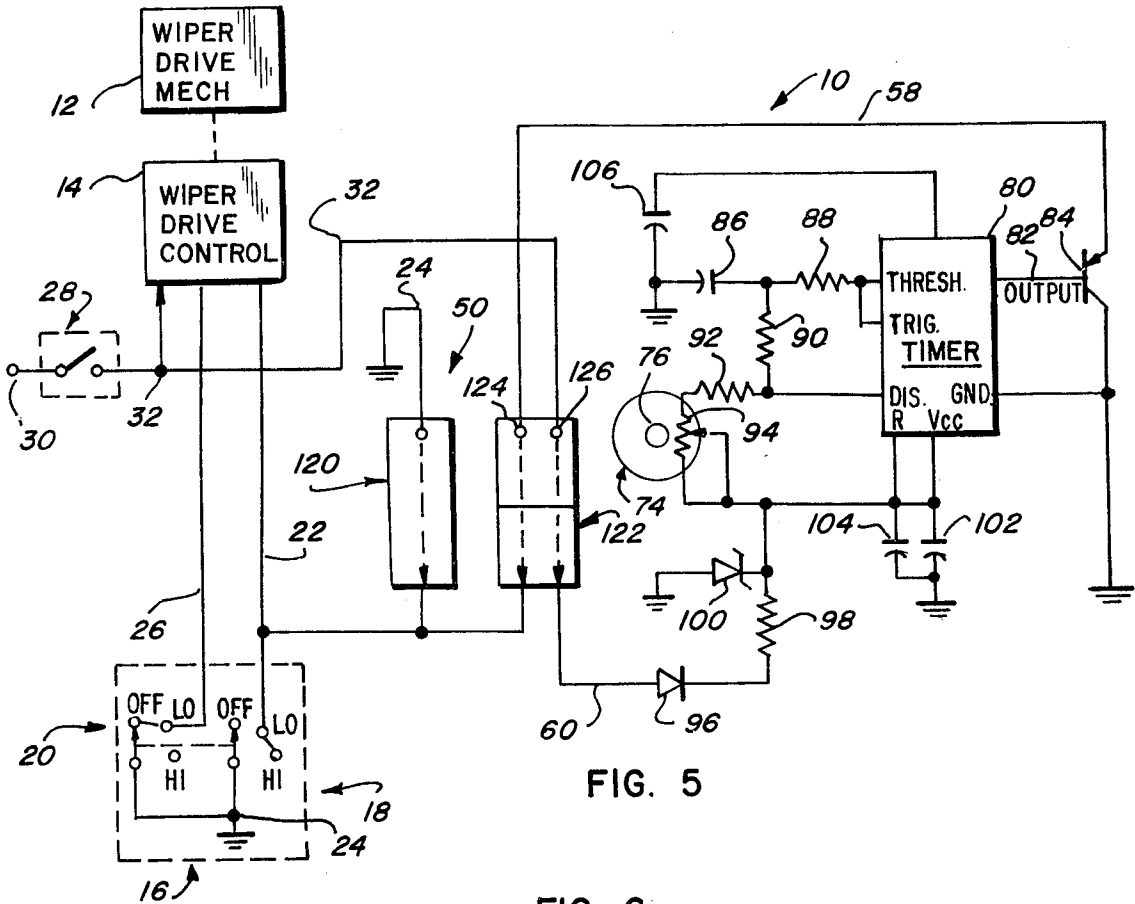 WIPER
DRIVE
MECH
12
10
58
14
WIPER
DRIVE
CONTROL
32
106
86
88
80
82
84
THRESH.
OUTPUT
TRIG.
TIMER
DIS. GND.
R Vcc
28
24
50
90
92
76
94
32
30
124
126
120
74
122
104
102
22
100
98
26
60
96
OFF LO OFF LO
20
HI HI
18
24
16
FIG. 5